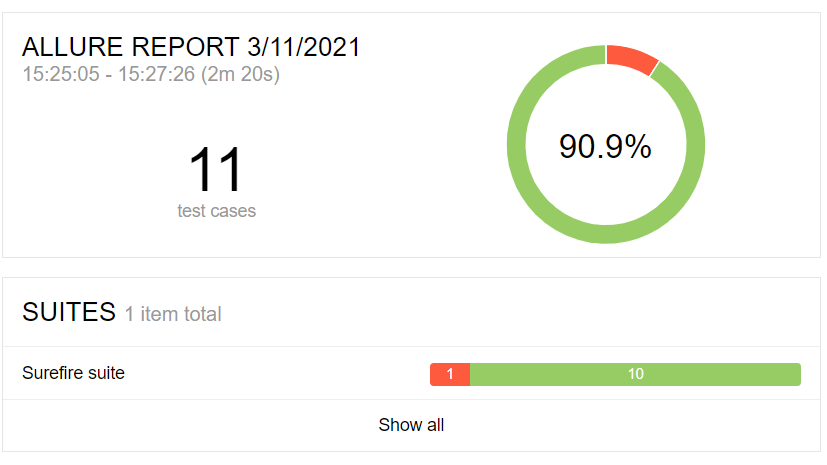 ALLURE REPORT 3/11/2021
15:25:05 - 15:27:26 (2m 20s)
11
test cases
90.9%
SUITES 1 item total
Surefire suite 1 10
Show all